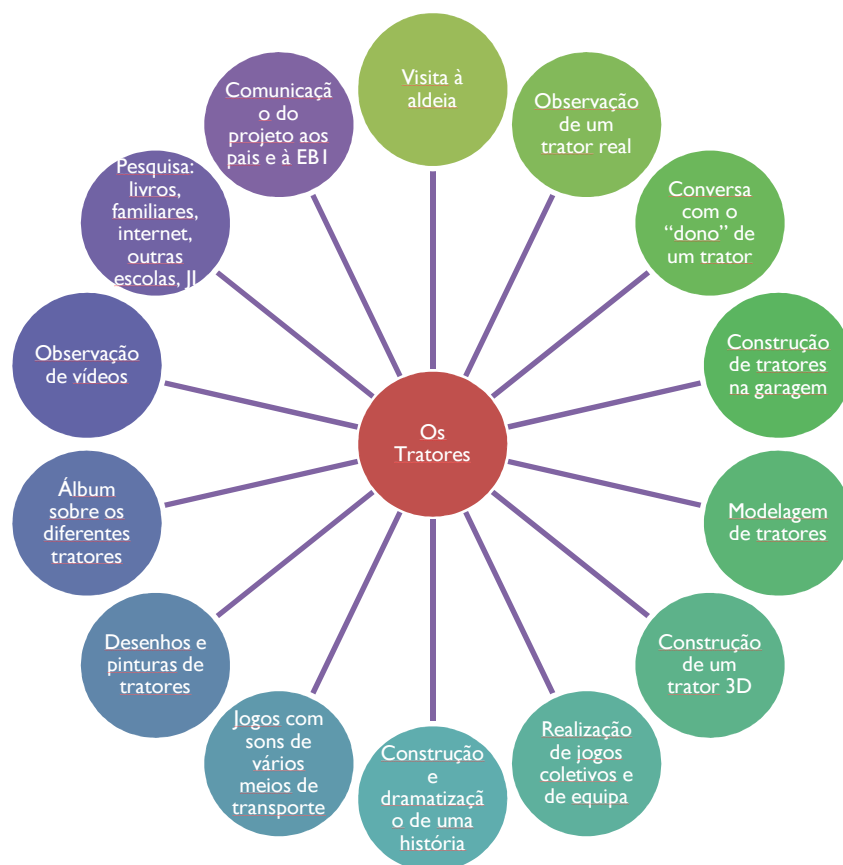 Visita à
aldeia
Observação
de um
trator real
Conversa
com o
“dono” de
um trator
Construção
de tratores
na garagem
Modelagem
de tratores
Construção
de um
trator 3D
Realização
de jogos
coletivos e
de equipa
Construção
e
dramatizaçã
o de uma
história
Jogos com
sons de
vários
meios de
transporte
Desenhos e
pinturas de
tratores
Álbum
sobre os
diferentes
tratores
Observação
de vídeos
Pesquisa:
livros,
familiares,
internet,
outras
escolas, JI
Comunicaçã
o do
projeto aos
pais e à EB1
Os
Tratores